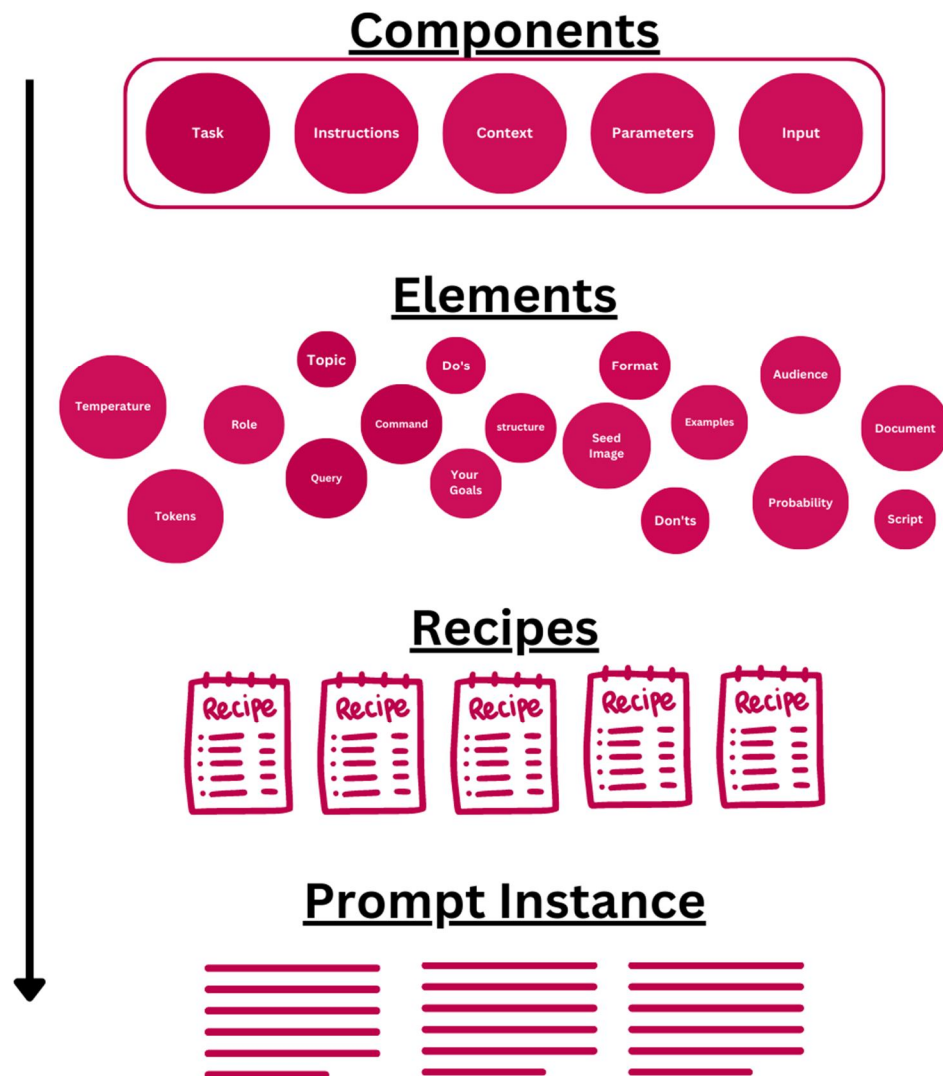 Components
Task
Instructions
Context
Parameters
Input
Elements
Temperature
Tokens
Role
Topic
Query
Command
Do's
Your
Goals
structure
Format
Seed
Image
Examples
Don'ts
Audience
Probability
Document
Script
Recipes
Recipe
Recipe
Recipe
Recipe
Recipe
Prompt Instance